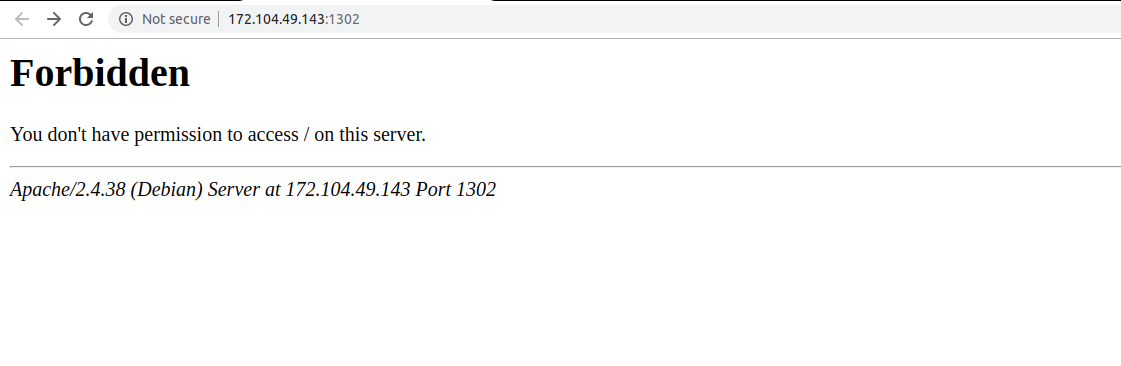 Not secure | 172.104.49.143:1302
Forbidden
You don't have permission to access / on this server.
Apache/2.4.38 (Debian) Server at 172.104.49.143 Port 1302